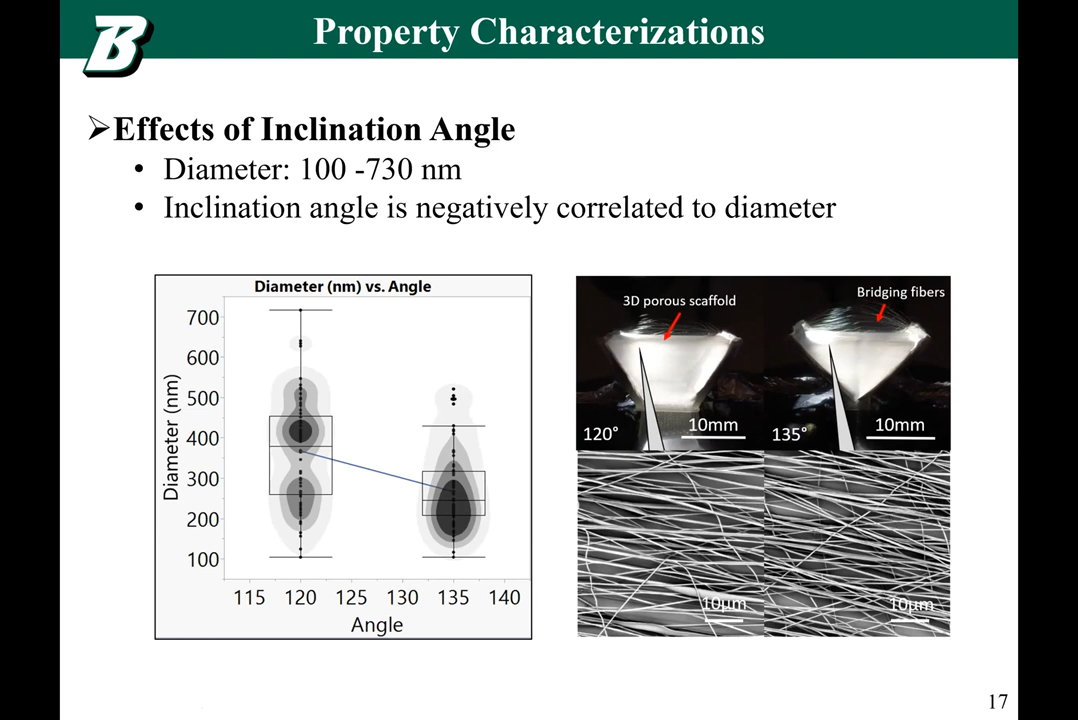 B
Property Characterizations
➢Effects of Inclination Angle
• Diameter: 100 -730 nm
• Inclination angle is negatively correlated to diameter
Diameter (nm) vs. Angle
Diameter (nm)
700
600
500
400
300
200
100
115 120 125 130 135 140
Angle
3D porous scaffold
Bridging fibers
120°
10mm
135°
10mm
10μm
10μm
17